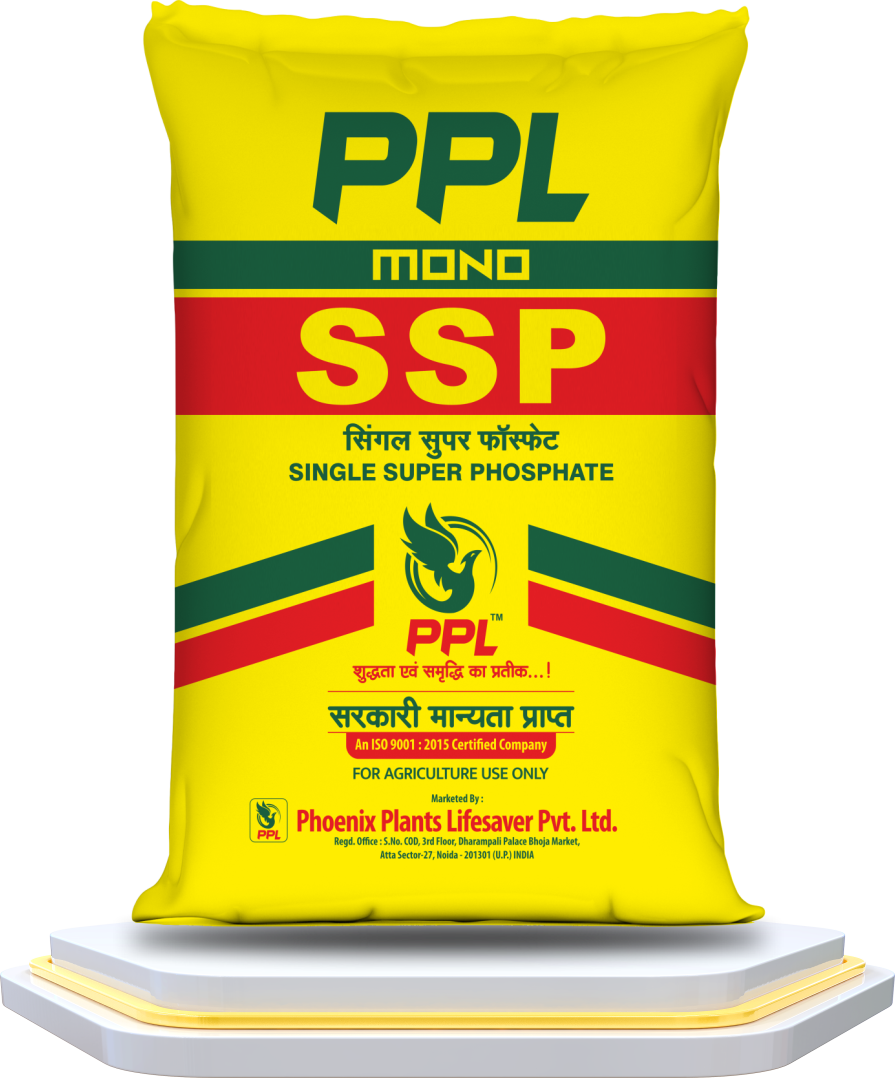 PPL
MONO
SSP
सिंगल सुपर फॉस्फेट
SINGLE SUPER PHOSPHATE
PPL™
शुद्धता एवं समृद्धि का प्रतीक...!
सरकारी मान्यता प्राप्त
An ISO 9001 : 2015 Certified Company
FOR AGRICULTURE USE ONLY
Marketed By :
PPL
Phoenix Plants Lifesaver Pvt. Ltd.
Regd. Office : S.No. COD, 3rd Floor, Dharampali Palace Bhoja Market,
Atta Sector-27, Noida - 201301 (U.P.) INDIA